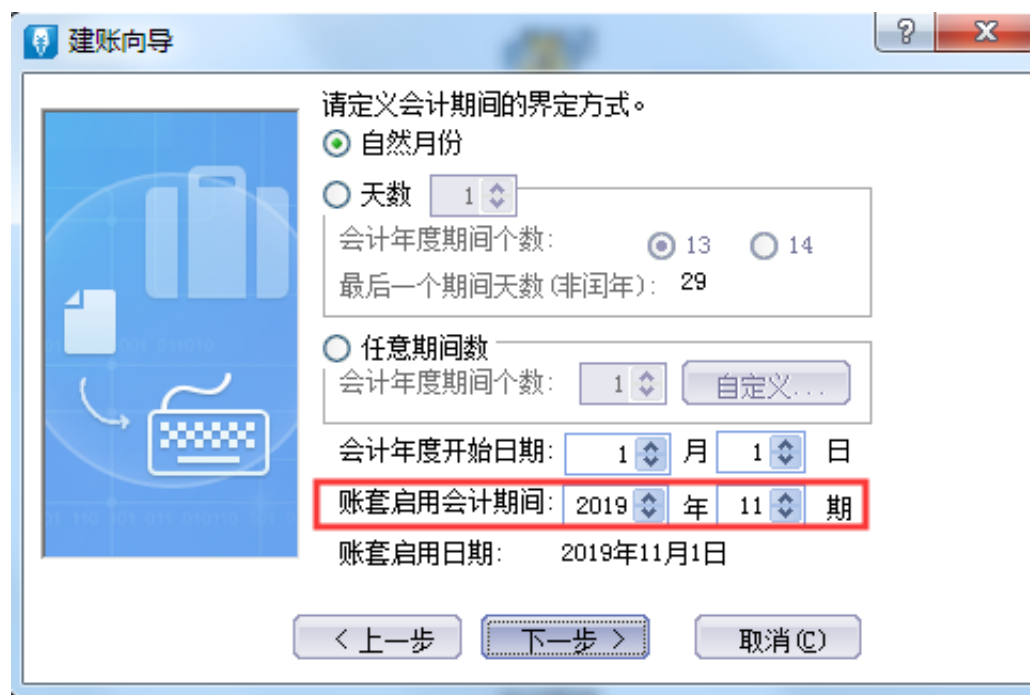 建账向导
请定义会计期间的界定方式。
自然月份
天数 1
会计年度期间个数: 13 14
最后一个期间天数(非闰年): 29
任意期间数
会计年度期间个数: 1 自定义...
会计年度开始日期: 1 月 1 日
账套启用会计期间: 2019 年 11 期
账套启用日期: 2019年11月1日
<上一步 下一步> 取消(C)